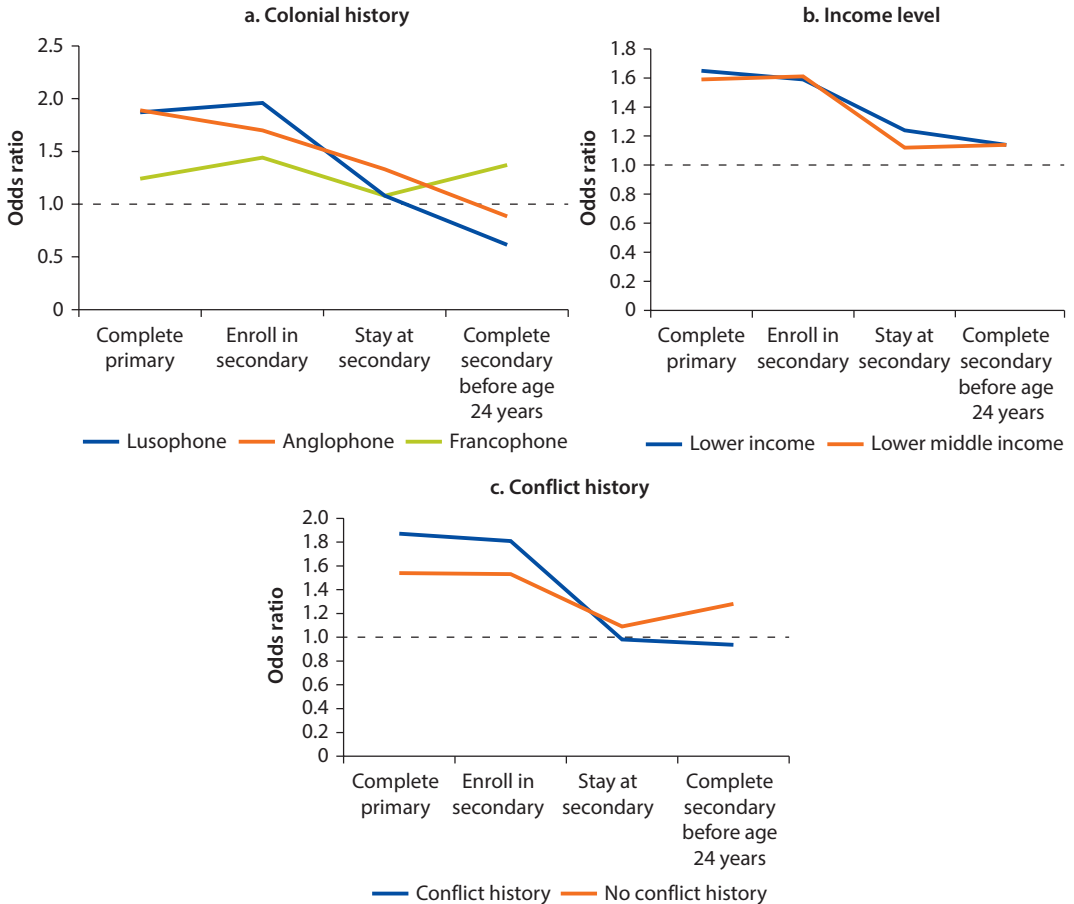 a. Colonial history
Odds ratio
2.5
2.0
1.5
1.0
0.5
0
Complete
primary
Enroll in
secondary
Stay at
secondary
Complete
secondary
before age
24 years
Lusophone Anglophone Francophone
b. Income level
Odds ratio
1.8
1.6
1.4
1.2
1.0
0.8
0.6
0.4
0.2
0
Complete
primary
Enroll in
secondary
Stay at
secondary
Complete
secondary
before age
24 years
Lower income Lower middle income
c. Conflict history
Odds ratio
2.0
1.8
1.6
1.4
1.2
1.0
0.8
0.6
0.4
0.2
0
Complete
primary
Enroll in
secondary
Stay at
secondary
Complete
secondary
before age
24 years
Conflict history No conflict history